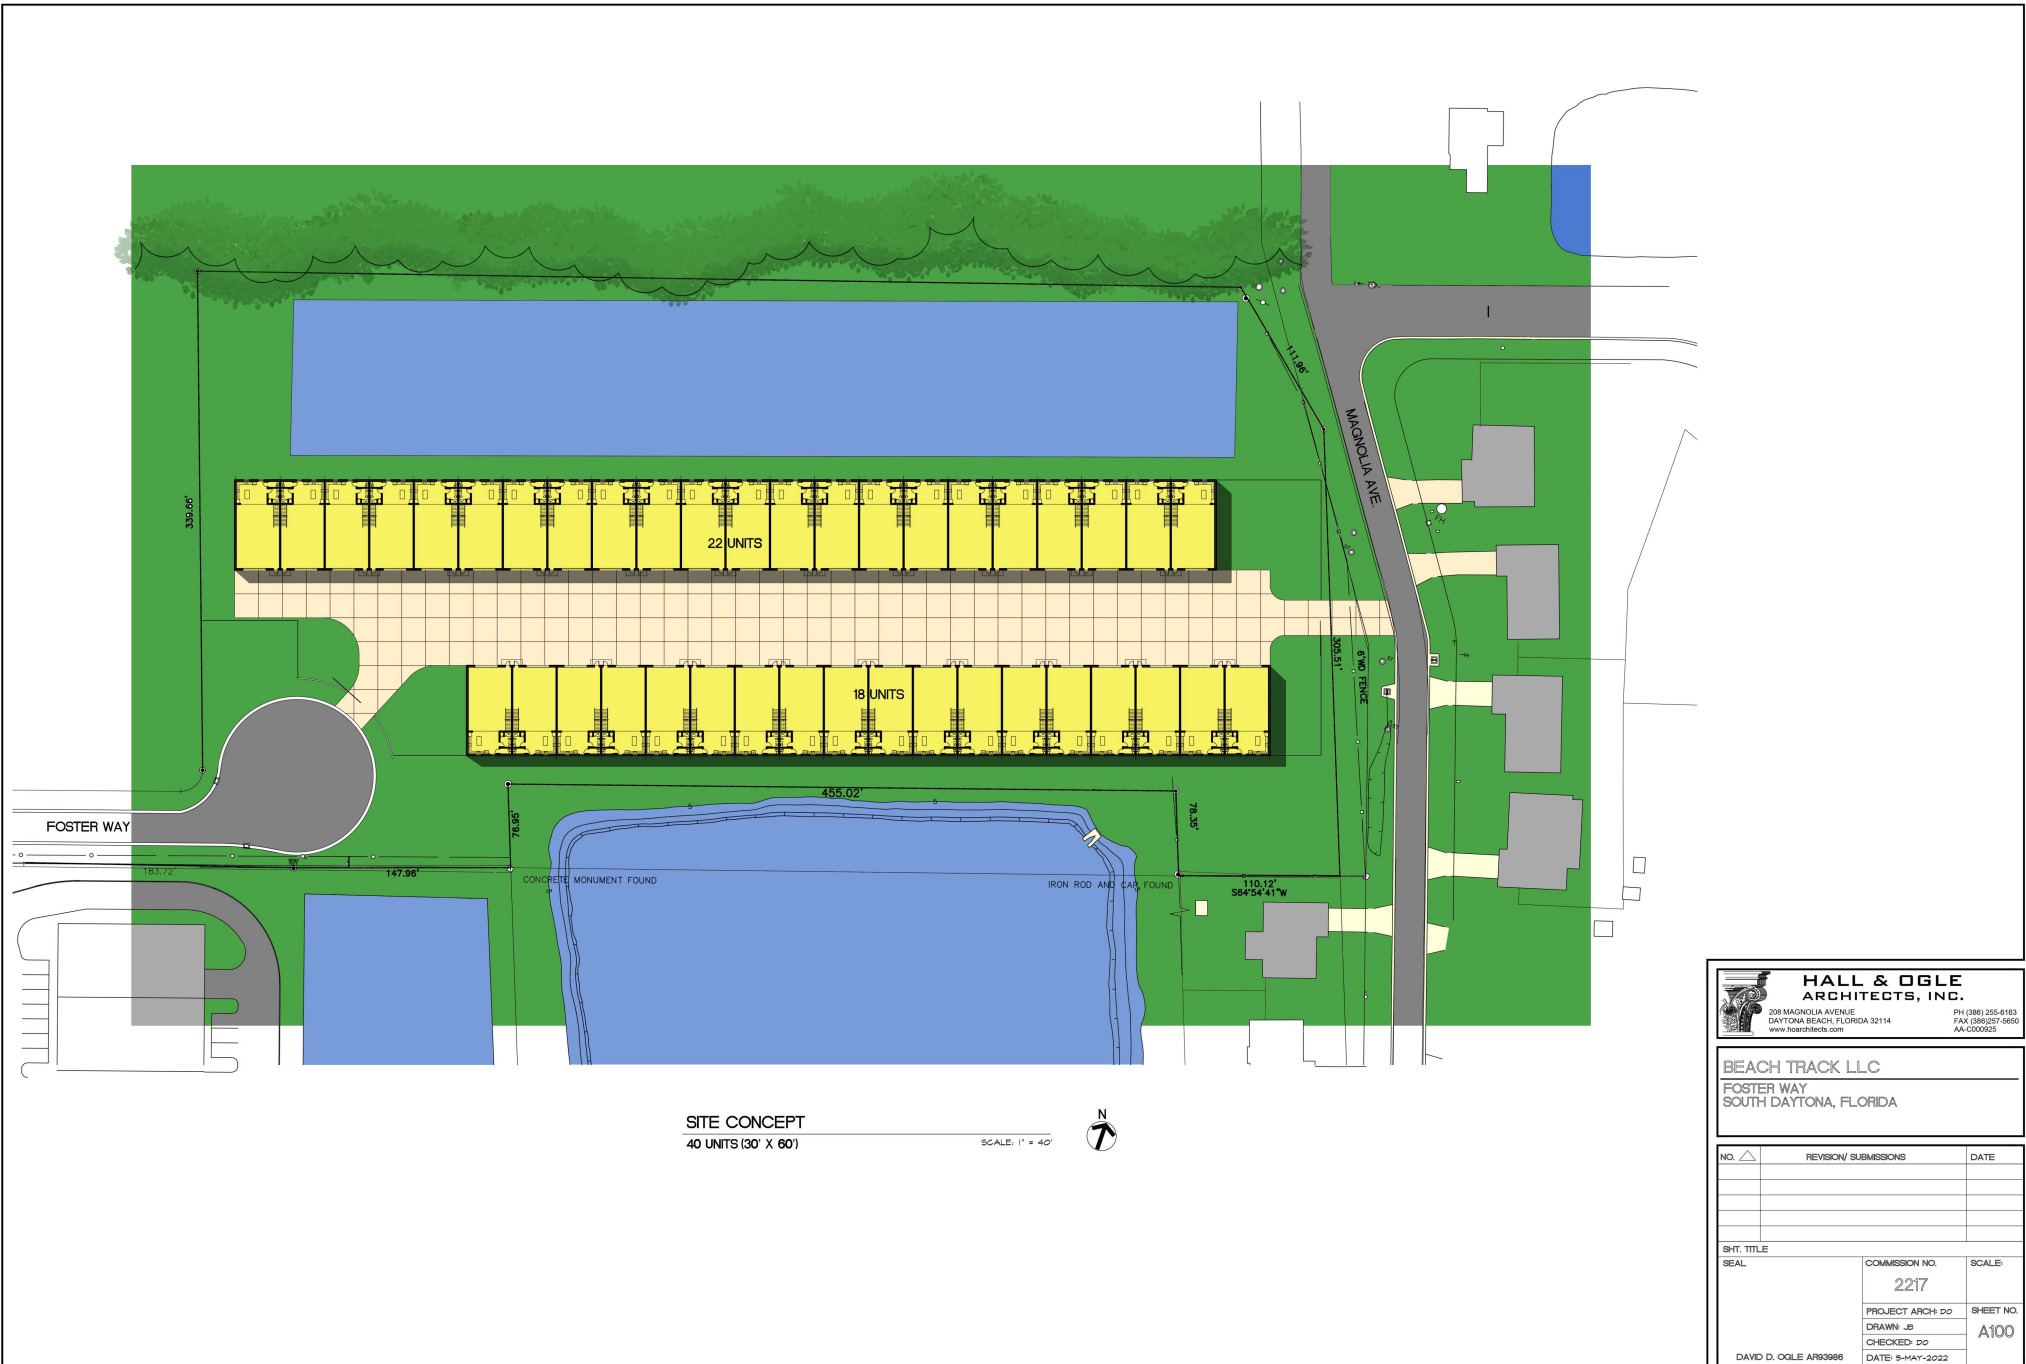 111.96'
MAGNOLIA AVE.
339.66'
FH
22 UNITS
305.51'
6'WD FENCE
18 UNITS
455.02'
5
5
76.95'
78.35'
FOSTER WAY
183.72'
147.96'
CONCRETE MONUMENT FOUND
IRON ROD AND CAP FOUND
110.12'
S64°54'41"W
SITE CONCEPT
40 UNITS (30' X 60')
SCALE: 1" = 40'
N
HALL & OGLE
ARCHITECTS, INC.
208 MAGNOLIA AVENUE
DAYTONA BEACH, FLORIDA 32114
www.hoarchitects.com
PH (386) 255-6163
FAX (386)257-5650
AA-C000925
BEACH TRACK LLC
FOSTER WAY
SOUTH DAYTONA, FLORIDA
NO. REVISION/ SUBMISSIONS DATE
SHT. TITLE
SEAL
COMMISSION NO.
2217
SCALE:
PROJECT ARCH: DO
DRAWN: JB
CHECKED: DO
DATE: 5-MAY-2022
SHEET NO.
A100
DAVID D. OGLE AR93986